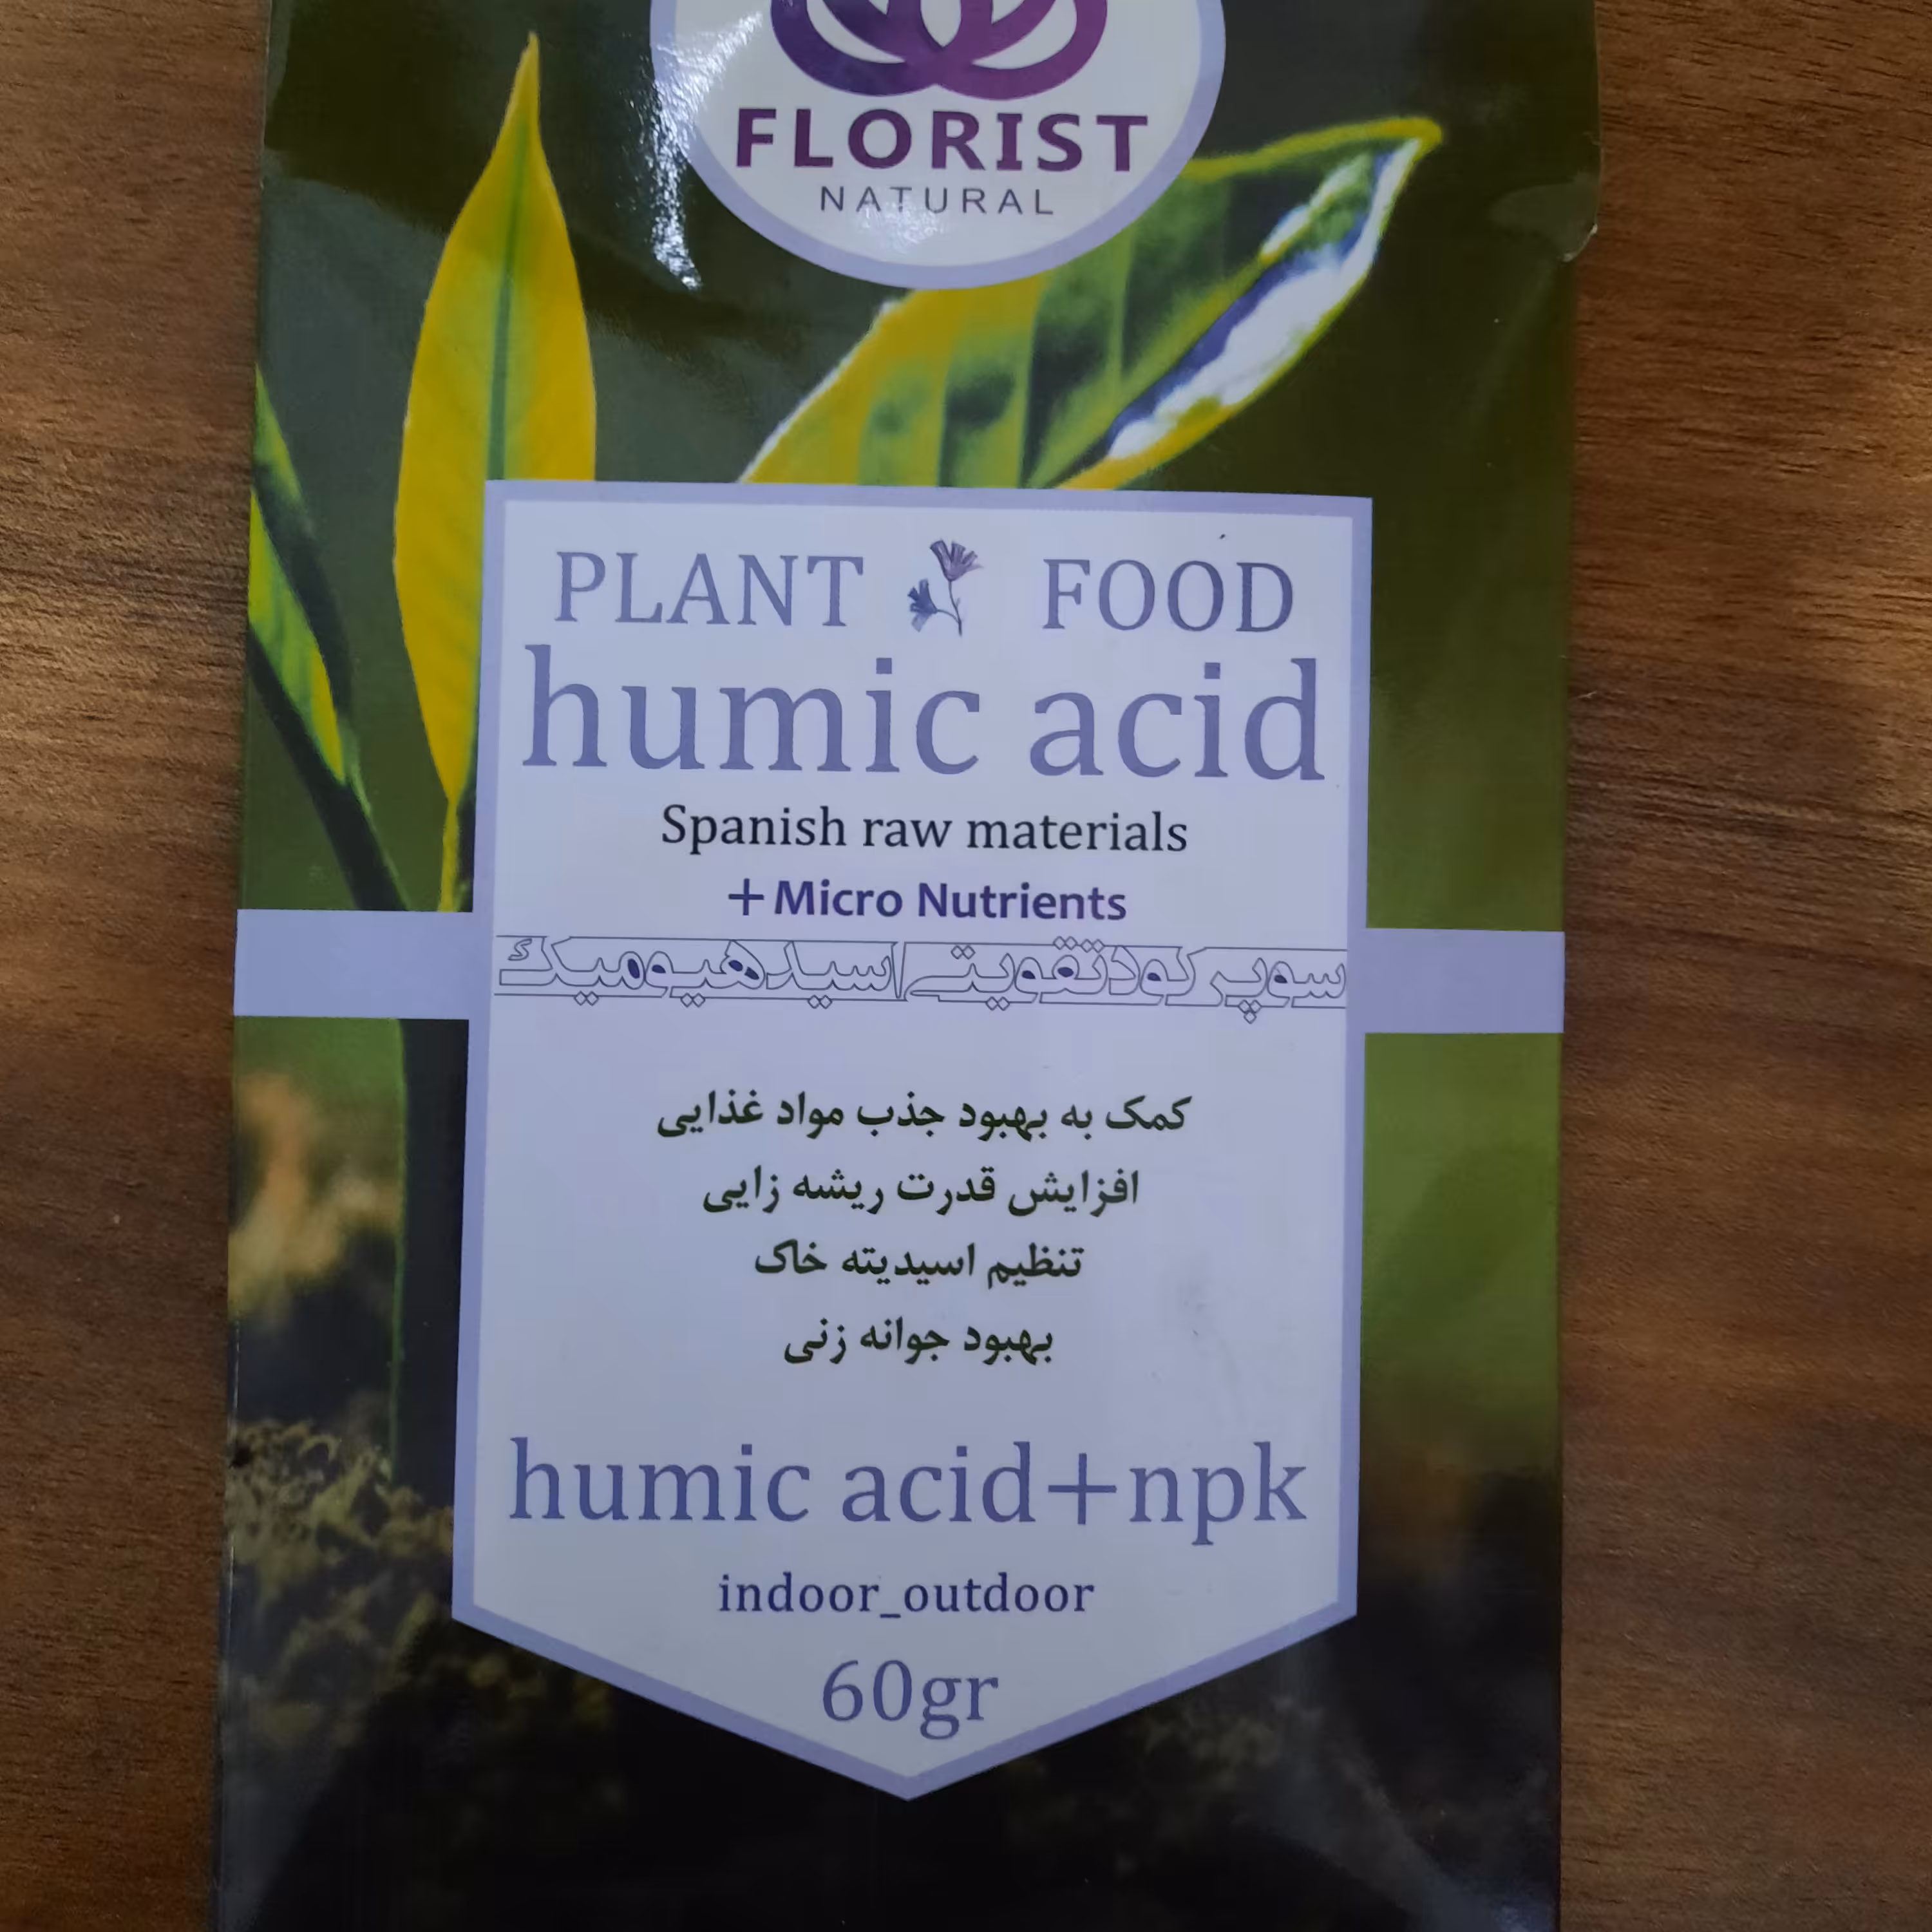 FLORIST
NATURAL
PLANT FOOD
humic acid
Spanish raw materials
+Micro Nutrients
سوپر کود تقویتی اسید هیومیک
کمک به بهبود جذب مواد غذایی
افزایش قدرت ریشه زایی
تنظیم اسیدیته خاک
بهبود جوانه زنی
humic acid+npk
indoor_outdoor
60gr